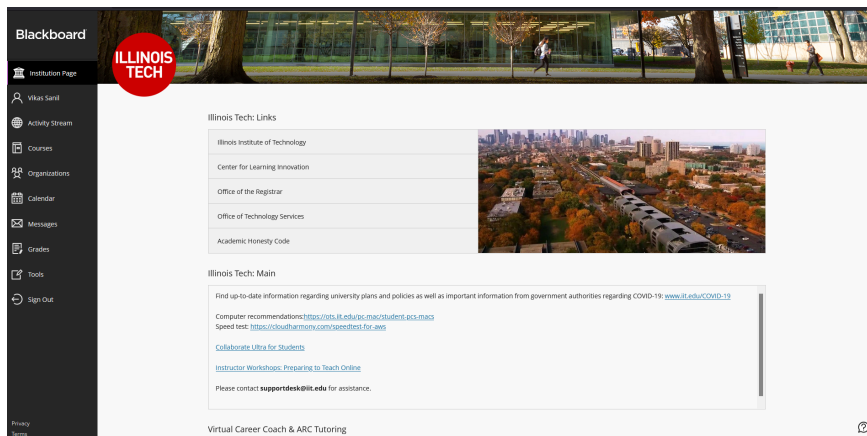 Blackboard
Institution Page
Vikas Sanil
Activity Stream
Courses
Organizations
Calendar
Messages
Grades
Tools
Sign Out
Privacy
Terms
ILLINOIS
TECH
Illinois Tech: Links
Illinois Institute of Technology
Center for Learning Innovation
Office of the Registrar
Office of Technology Services
Academic Honesty Code
Illinois Tech: Main
Find up-to-date information regarding university plans and policies as well as important information from government authorities regarding COVID-19: www.iit.edu/COVID-19
Computer recommendations:https://ots.iit.edu/pc-mac/student-pcs-macs
Speed test: https://cloudharmony.com/speedtest-for-aws
Collaborate Ultra for Students
Instructor Workshops: Preparing to Teach Online
Please contact supportdesk@iit.edu for assistance.
Virtual Career Coach & ARC Tutoring